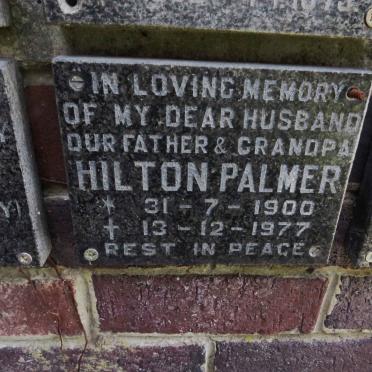 IN LOVING MEMORY
OF MY DEAR HUSBAND
OUR FATHER & GRANDPA
HILTON PALMER
* 31 - 7 - 1900
† 13 - 12 - 1977
REST IN PEACE